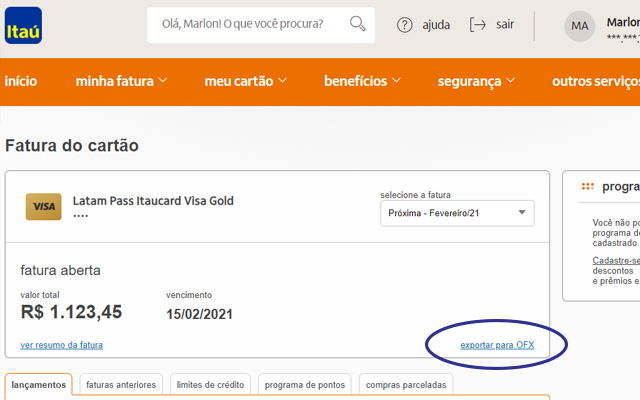 Itaú
Olá, Marlon! O que você procura?
ajuda
sair
MA
Marlon
início
minha fatura
meu cartão
benefícios
segurança
outros serviços
Fatura do cartão
VISA
Latam Pass Itaucard Visa Gold
....
selecione a fatura
Próxima - Fevereiro/21
fatura aberta
valor total
R$ 1.123,45
vencimento
15/02/2021
ver resumo da fatura
exportar para OFX
progra
Você não po
programa de
cadastrado.
Cadastre-se
descontos
e prêmios e
lançamentos
faturas anteriores
limites de crédito
programa de pontos
compras parceladas